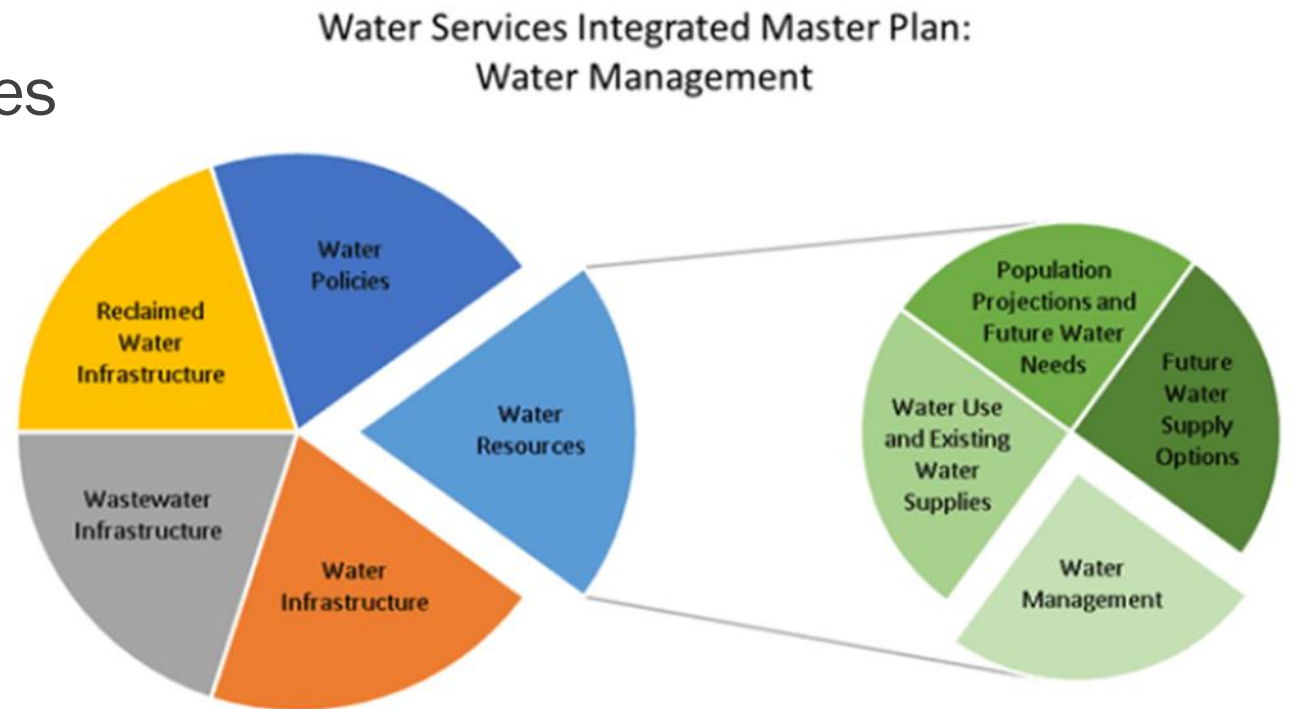 Water Services Integrated Master Plan:
Water Management
es
Water
Policies
Reclaimed
Water
Infrastructure
Water
Resources
Wastewater
Infrastructure
Water
Infrastructure
Population
Projections and
Future Water
Needs
Future
Water
Supply
Options
Water Use
and Existing
Water
Supplies
Water
Management